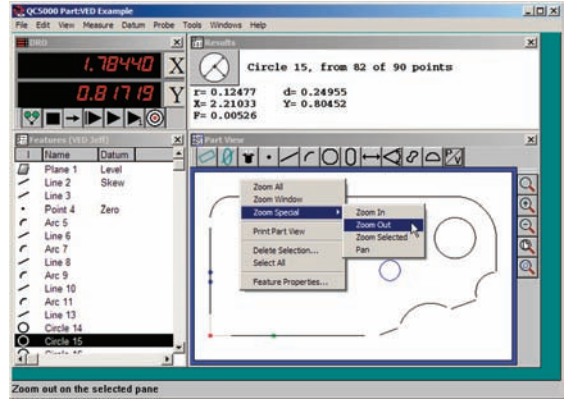 QC5000 Part:VED Example
File Edit View Measure Datum Probe Tools Windows Help
DRO
1.78440 X
0.81719 Y
Results
Circle 15, from 82 of 90 points
r= 0.12477 d= 0.24955
X= 2.21033 Y= 0.80452
F= 0.00526
Features (VED Jeff)
Name Datum
Plane 1 Level
Line 2 Skew
Line 3
Point 4 Zero
Arc 5
Line 6
Arc 7
Line 8
Arc 9
Line 10
Arc 11
Line 13
Circle 14
Circle 15
Circle 16
Part View
Zoom All
Zoom Window
Zoom Special
Print Part View
Delete Selection...
Select All
Feature Properties...
Zoom In
Zoom Out
Zoom Selected
Pan
Zoom out on the selected pane